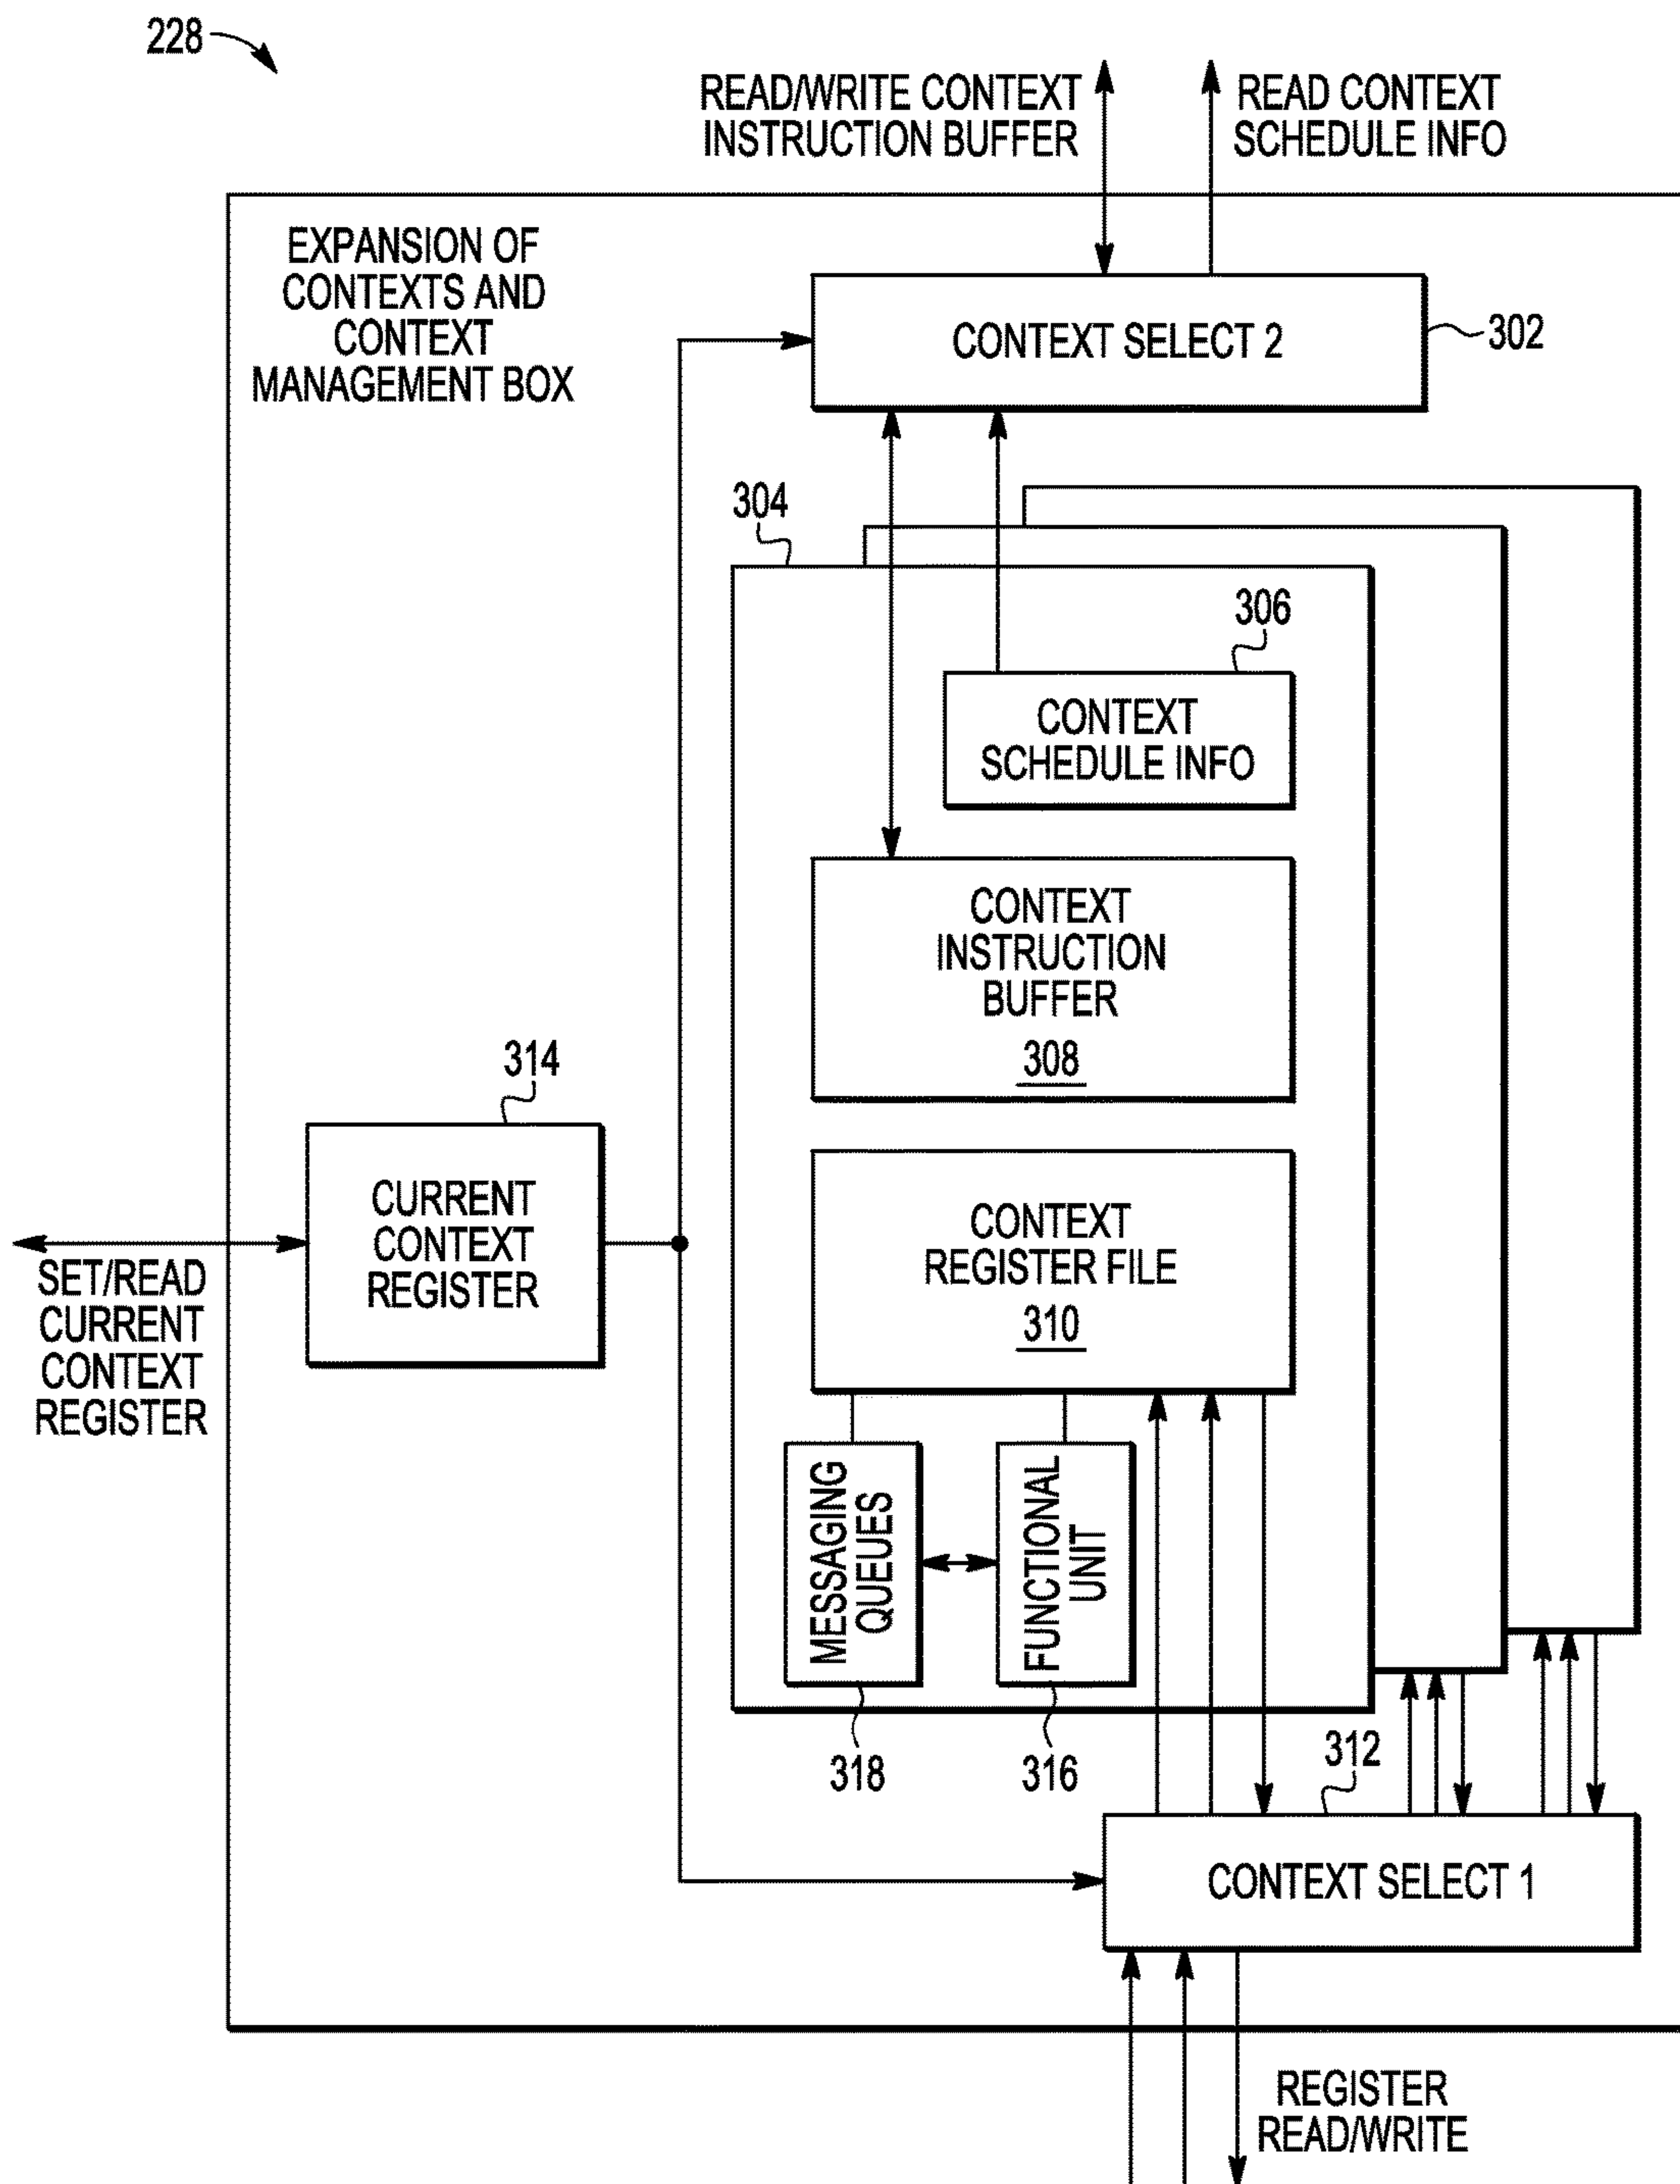 228
READ/WRITE CONTEXT
INSTRUCTION BUFFER
READ CONTEXT
SCHEDULE INFO
EXPANSION OF
CONTEXTS AND
CONTEXT
MANAGEMENT BOX
CONTEXT SELECT 2
302
304
306
CONTEXT
SCHEDULE INFO
CONTEXT
INSTRUCTION
BUFFER
308
314
CURRENT
CONTEXT
REGISTER
SET/READ
CURRENT
CONTEXT
REGISTER
CONTEXT
REGISTER FILE
310
MESSAGING
QUEUES
FUNCTIONAL
UNIT
318
316
312
CONTEXT SELECT 1
REGISTER
READ/WRITE